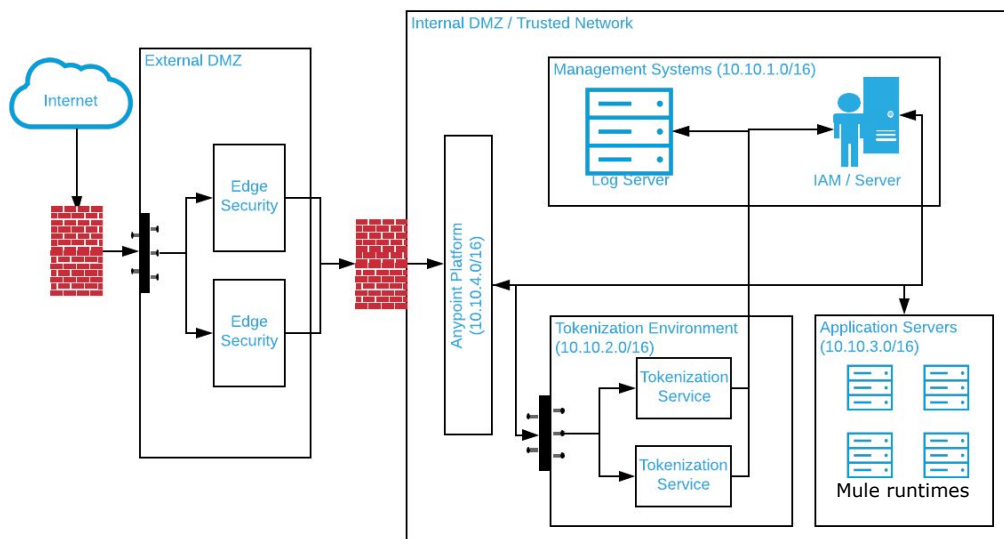 Internal DMZ / Trusted Network
External DMZ
Internet
Management Systems (10.10.1.0/16)
Log Server
IAM / Server
Edge
Security
Edge
Security
Anypoint Platform
(10.10.4.0/16)
Tokenization Environment
(10.10.2.0/16)
Tokenization
Service
Tokenization
Service
Application Servers
(10.10.3.0/16)
Mule runtimes